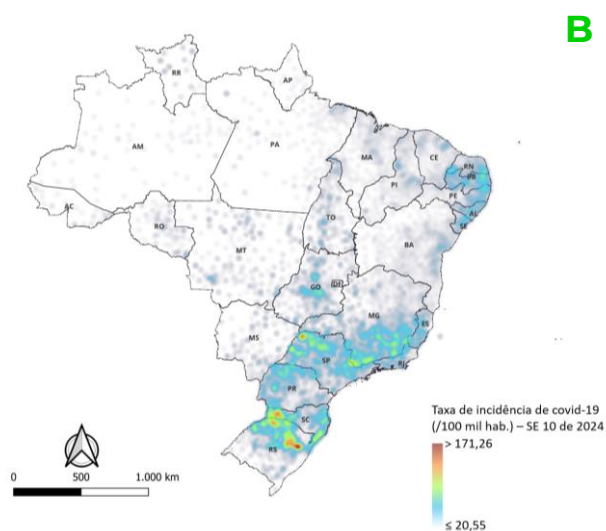 B
RR
AP
AM
PA
MA
CE
RN
PB
PI
PE
AC
AL
SE
TO
RO
BA
MT
GO
DF
MG
ES
MS
SP
RJ
PR
SC
RS
Taxa de incidência de covid-19
(/100 mil hab.) – SE 10 de 2024
> 171,26
≤ 20,55
0 500 1.000 km